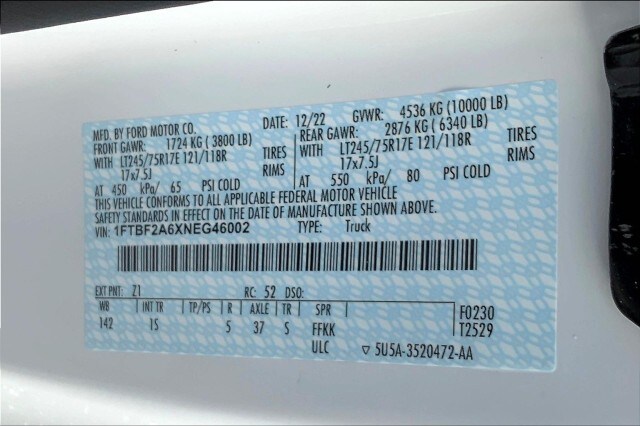 MFD. BY FORD MOTOR CO. DATE: 12/22 GVWR: 4536 KG (10000 LB)
FRONT GAWR: 1724 KG (3800 LB) REAR GAWR: 2876 KG (6340 LB)
WITH LT245/75R17E 121/118R TIRES WITH LT245/75R17E 121/118R TIRES
17x7.5J RIMS 17x7.5J RIMS
AT 450 kPa/ 65 PSI COLD AT 550 kPa/ 80 PSI COLD
THIS VEHICLE CONFORMS TO ALL APPLICABLE FEDERAL MOTOR VEHICLE
SAFETY STANDARDS IN EFFECT ON THE DATE OF MANUFACTURE SHOWN ABOVE.
VIN: 1FTBF2A6XNEG46002 TYPE: Truck
EXT PNT: Z1 RC: 52 DSO:
WB INT TR TP/PS R AXLE TR SPR F0230
142 1S 5 37 S FFKK T2529
ULC ▽ 5U5A-3520472-AA